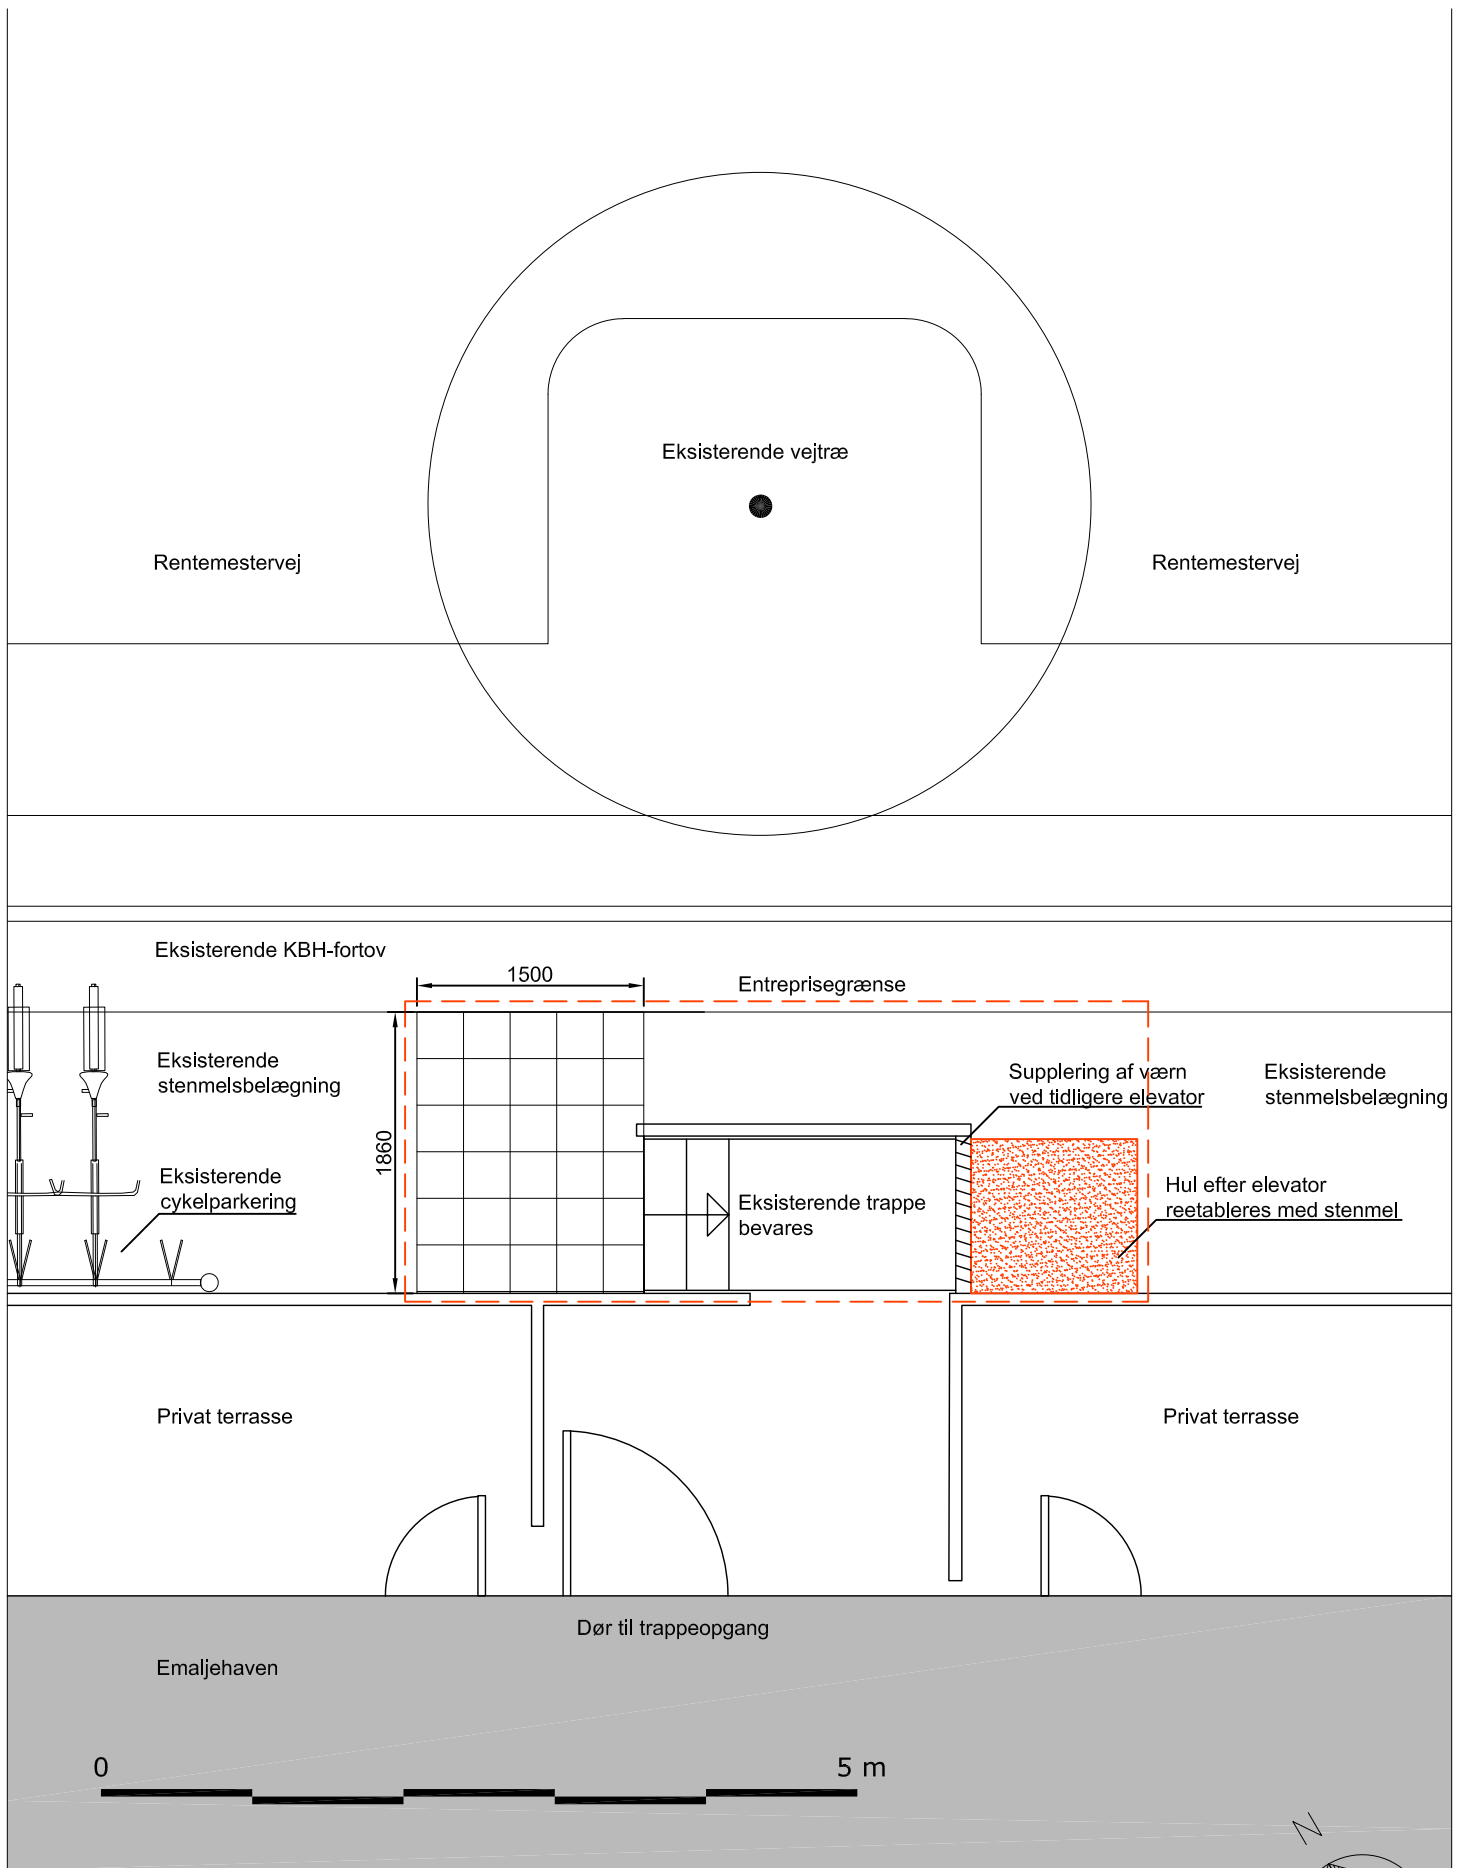 Eksisterende vejtræ
Rentemestervej
Rentemestervej
Eksisterende KBH-fortov
1500
Entreprisegrænse
Eksisterende
stenmelsbelægning
Supplering af værn
ved tidligere elevator
Eksisterende
stenmelsbelægning
1860
Eksisterende
cykelparkering
Eksisterende trappe
bevares
Hul efter elevator
reetableres med stenmel
Privat terrasse
Privat terrasse
Dør til trappeopgang
Emaljehaven
0
5 m
N